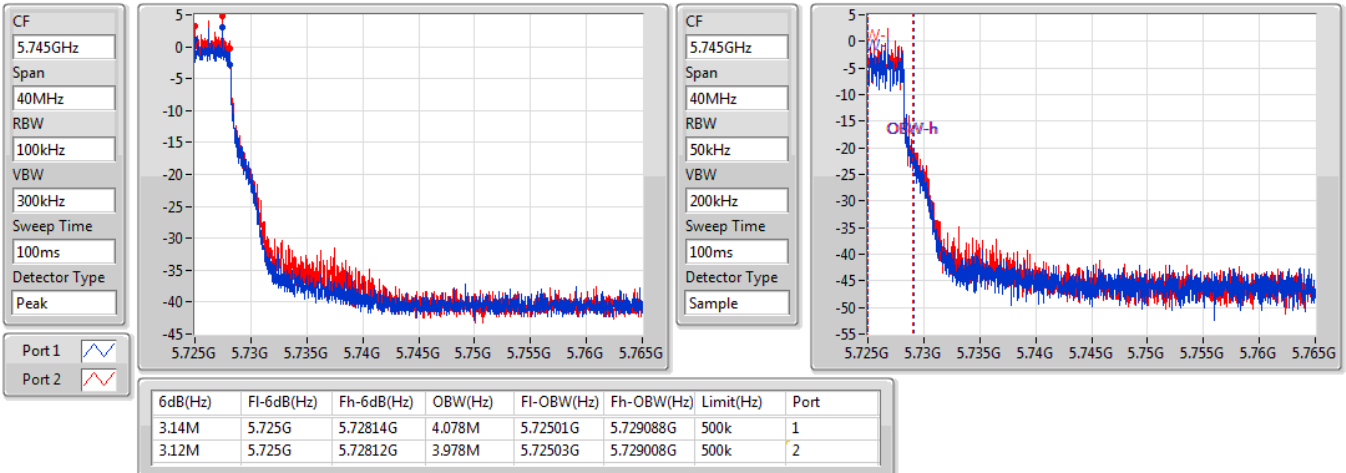 CF
5.745GHz
Span
40MHz
RBW
100kHz
VBW
300kHz
Sweep Time
100ms
Detector Type
Peak
Port 1
Port 2
5
0
-5
-10
-15
-20
-25
-30
-35
-40
-45
5.725G 5.73G 5.735G 5.74G 5.745G 5.75G 5.755G 5.76G 5.765G
CF
5.745GHz
Span
40MHz
RBW
50kHz
VBW
200kHz
Sweep Time
100ms
Detector Type
Sample
5
0
-5
-10
-15
-20
-25
-30
-35
-40
-45
-50
-55
OBW-h
5.725G 5.73G 5.735G 5.74G 5.745G 5.75G 5.755G 5.76G 5.765G
6dB(Hz) Fl-6dB(Hz) Fh-6dB(Hz) OBW(Hz) Fl-OBW(Hz) Fh-OBW(Hz) Limit(Hz) Port
3.14M 5.725G 5.72814G 4.078M 5.72501G 5.729088G 500k 1
3.12M 5.725G 5.72812G 3.978M 5.72503G 5.729008G 500k 2